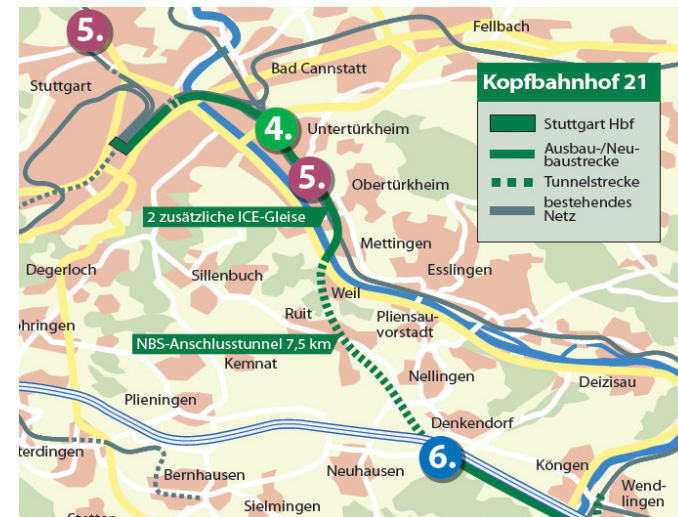 5.
Fellbach
Stuttgart
Bad Cannstatt
Kopfbahnhof 21
4.
Untertürkheim
Stuttgart Hbf
Ausbau-/Neu-
baustrecke
Tunnelstrecke
bestehendes
Netz
5.
Obertürkheim
2 zusätzliche ICE-Gleise
Mettingen
Degerloch
Sillenbuch
Esslingen
Weil
Ruit
Pliensau-
vorstadt
hringen
NBS-Anschlusstunnel 7,5 km
Kemnat
Nellingen
Deizisau
Plieningen
Denkendorf
terdingen
6.
Bernhausen
Neuhausen
Köngen
Wend-
lingen
Sielmingen